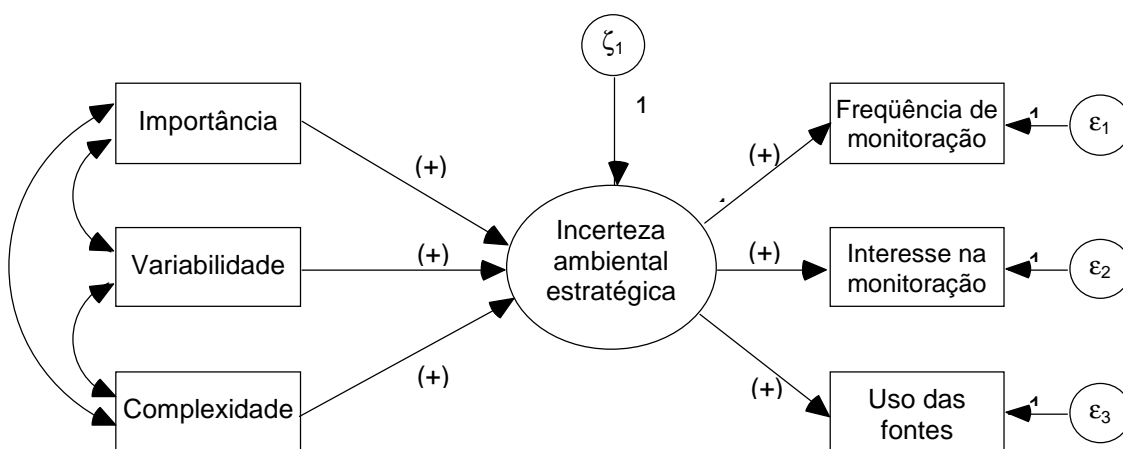 ζ1
1
Importância
(+)
Freqüência de
monitoração
(+)
1
ε1
Variabilidade
(+)
Incerteza
ambiental
estratégica
(+)
Interesse na
monitoração
1
ε2
Complexidade
(+)
(+)
Uso das
fontes
1
ε3